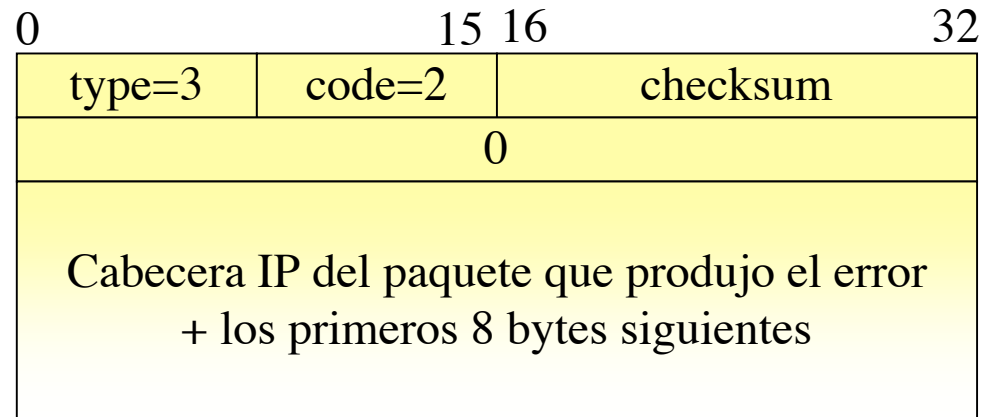 0 15 16 32
type=3 code=2 checksum
0
Cabecera IP del paquete que produjo el error
+ los primeros 8 bytes siguientes